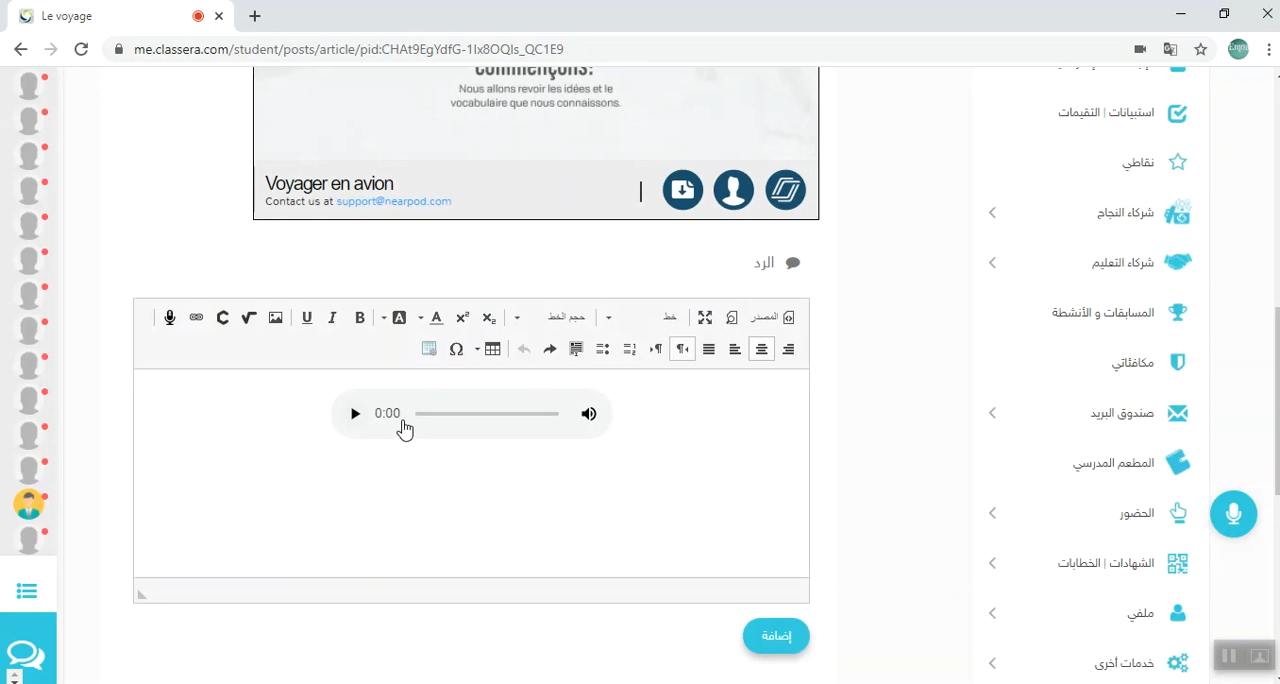 Le voyage
me.classera.com/student/posts/article/pid:CHAt9EgYdfG-1Ix8OQIs_QC1E9
commençons:
Nous allons revoir les idées et le
vocabulaire que nous connaissons.
Voyager en avion
Contact us at support@nearpod.com
الرد
المصدر
خط
حجم الخط
0:00
إضافة
استبيانات | التقيمات
نقاطي
شركاء النجاح
شركاء التعليم
المسابقات و الأنشطة
مكافئاتي
صندوق البريد
المطعم المدرسي
الحضور
الشهادات | الخطابات
ملفي
خدمات أخرى